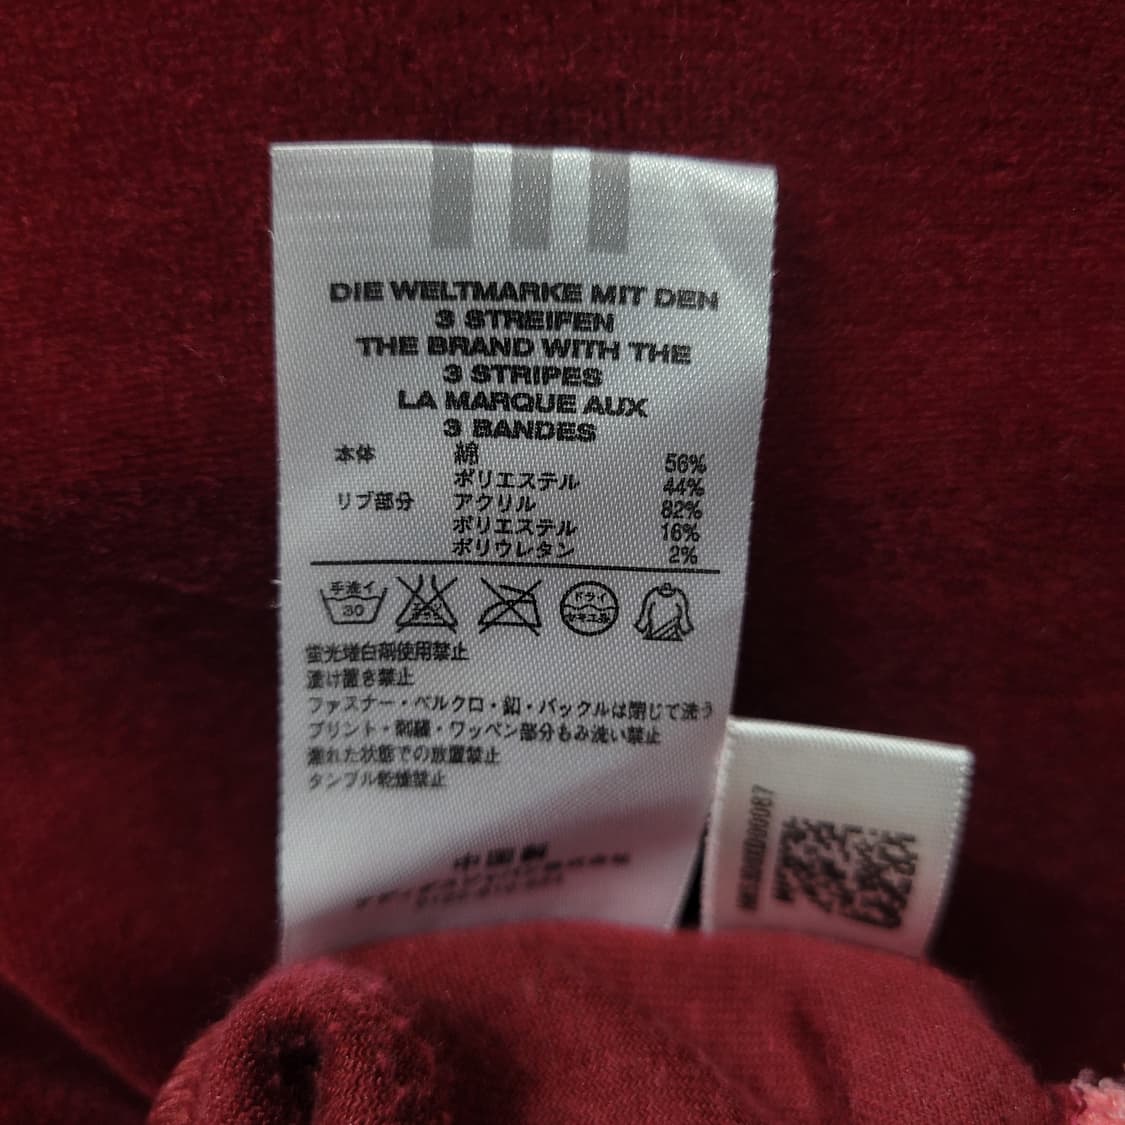 DIE WELTMARKE MIT DEN
3 STREIFEN
THE BRAND WITH THE
3 STRIPES
LA MARQUE AUX
3 BANDES
本体 綿 56%
ポリエステル 44%
リブ部分 アクリル 82%
ポリエステル 16%
ポリウレタン 2%
手洗イ 30 ドライ
蛍光増白剤使用禁止
漬け置き禁止
ファスナー・ベルクロ・釦・バックルは閉じて洗う
プリント・刺繍・ワッペン部分もみ洗い禁止
濡れた状態での放置禁止
タンブル乾燥禁止
中国製